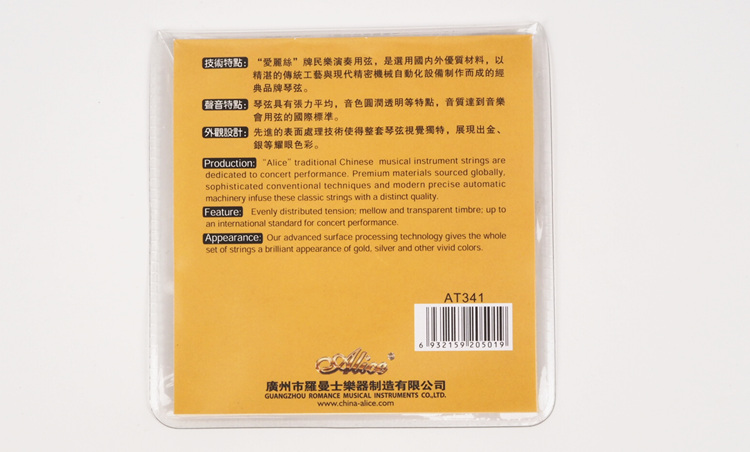 技術特點: “愛麗絲”牌民樂演奏用弦，是選用國内外優質材料，以
精湛的傳統工藝與現代精密機械自動化設備制作而成的經
典品牌琴弦。
聲音特點: 琴弦具有張力平均，音色圓潤透明等特點，音質達到音樂
會用弦的國際標準。
外觀設計: 先進的表面處理技術使得整套琴弦視覺獨特，展現出金、
銀等耀眼色彩。
Production: "Alice" traditional Chinese musical instrument strings are
dedicated to concert performance. Premium materials sourced globally,
sophisticated conventional techniques and modern precise automatic
machinery infuse these classic strings with a distinct quality.
Feature: Evenly distributed tension; mellow and transparent timbre; up to
an international standard for concert performance.
Appearance: Our advanced surface processing technology gives the whole
set of strings a brilliant appearance of gold, silver and other vivid colors.
AT341
6 932159 205019
Alice
廣州市羅曼士樂器制造有限公司
GUANGZHOU ROMANCE MUSICAL INSTRUMENTS CO.,LTD.
www.china-alice.com